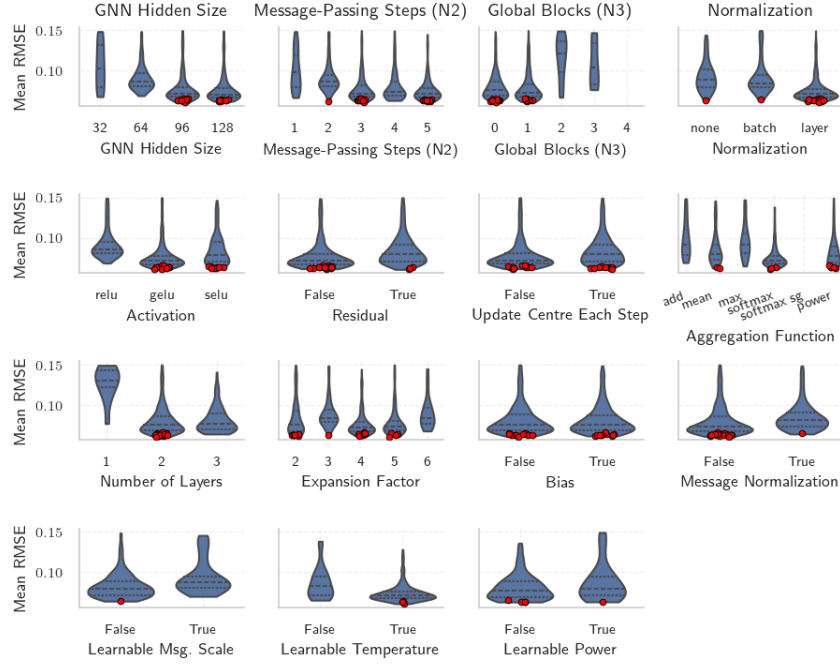 GNN Hidden Size
Message-Passing Steps (N2)
Global Blocks (N3)
Normalization
Mean RMSE
0.15
0.10
32 64 96 128
1 2 3 4 5
0 1 2 3 4
none batch layer
GNN Hidden Size
Message-Passing Steps (N2)
Global Blocks (N3)
Normalization
Mean RMSE
0.15
0.10
relu gelu selu
False True
False True
add mean max softmax softmax sg power
Activation
Residual
Update Centre Each Step
Aggregation Function
Mean RMSE
0.15
0.10
1 2 3
2 3 4 5 6
False True
False True
Number of Layers
Expansion Factor
Bias
Message Normalization
Mean RMSE
0.15
0.10
False True
False True
False True
Learnable Msg. Scale
Learnable Temperature
Learnable Power